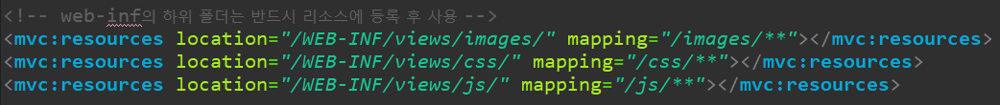 <!-- web-inf의 하위 폴더는 반드시 리소스에 등록 후 사용 -->
<mvc:resources location="/WEB-INF/views/images/" mapping="/images/**"></mvc:resources>
<mvc:resources location="/WEB-INF/views/css/" mapping="/css/**"></mvc:resources>
<mvc:resources location="/WEB-INF/views/js/" mapping="/js/**"></mvc:resources>